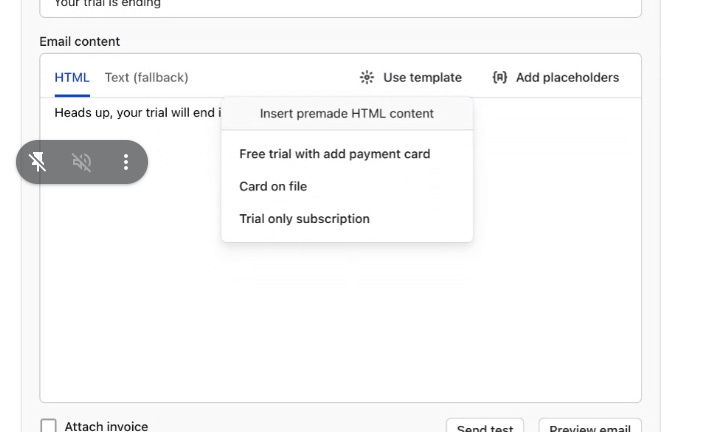 Your trial is ending
Email content
HTML Text (fallback) Use template Add placeholders
Heads up, your trial will end i
Insert premade HTML content
Free trial with add payment card
Card on file
Trial only subscription
Attach invoice Send test Preview email